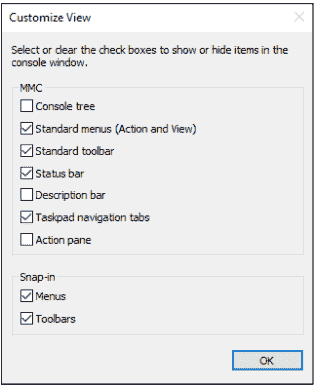 Customize View
Select or clear the check boxes to show or hide items in the
console window.
MMC
Console tree
Standard menus (Action and View)
Standard toolbar
Status bar
Description bar
Taskpad navigation tabs
Action pane
Snap-in
Menus
Toolbars
OK